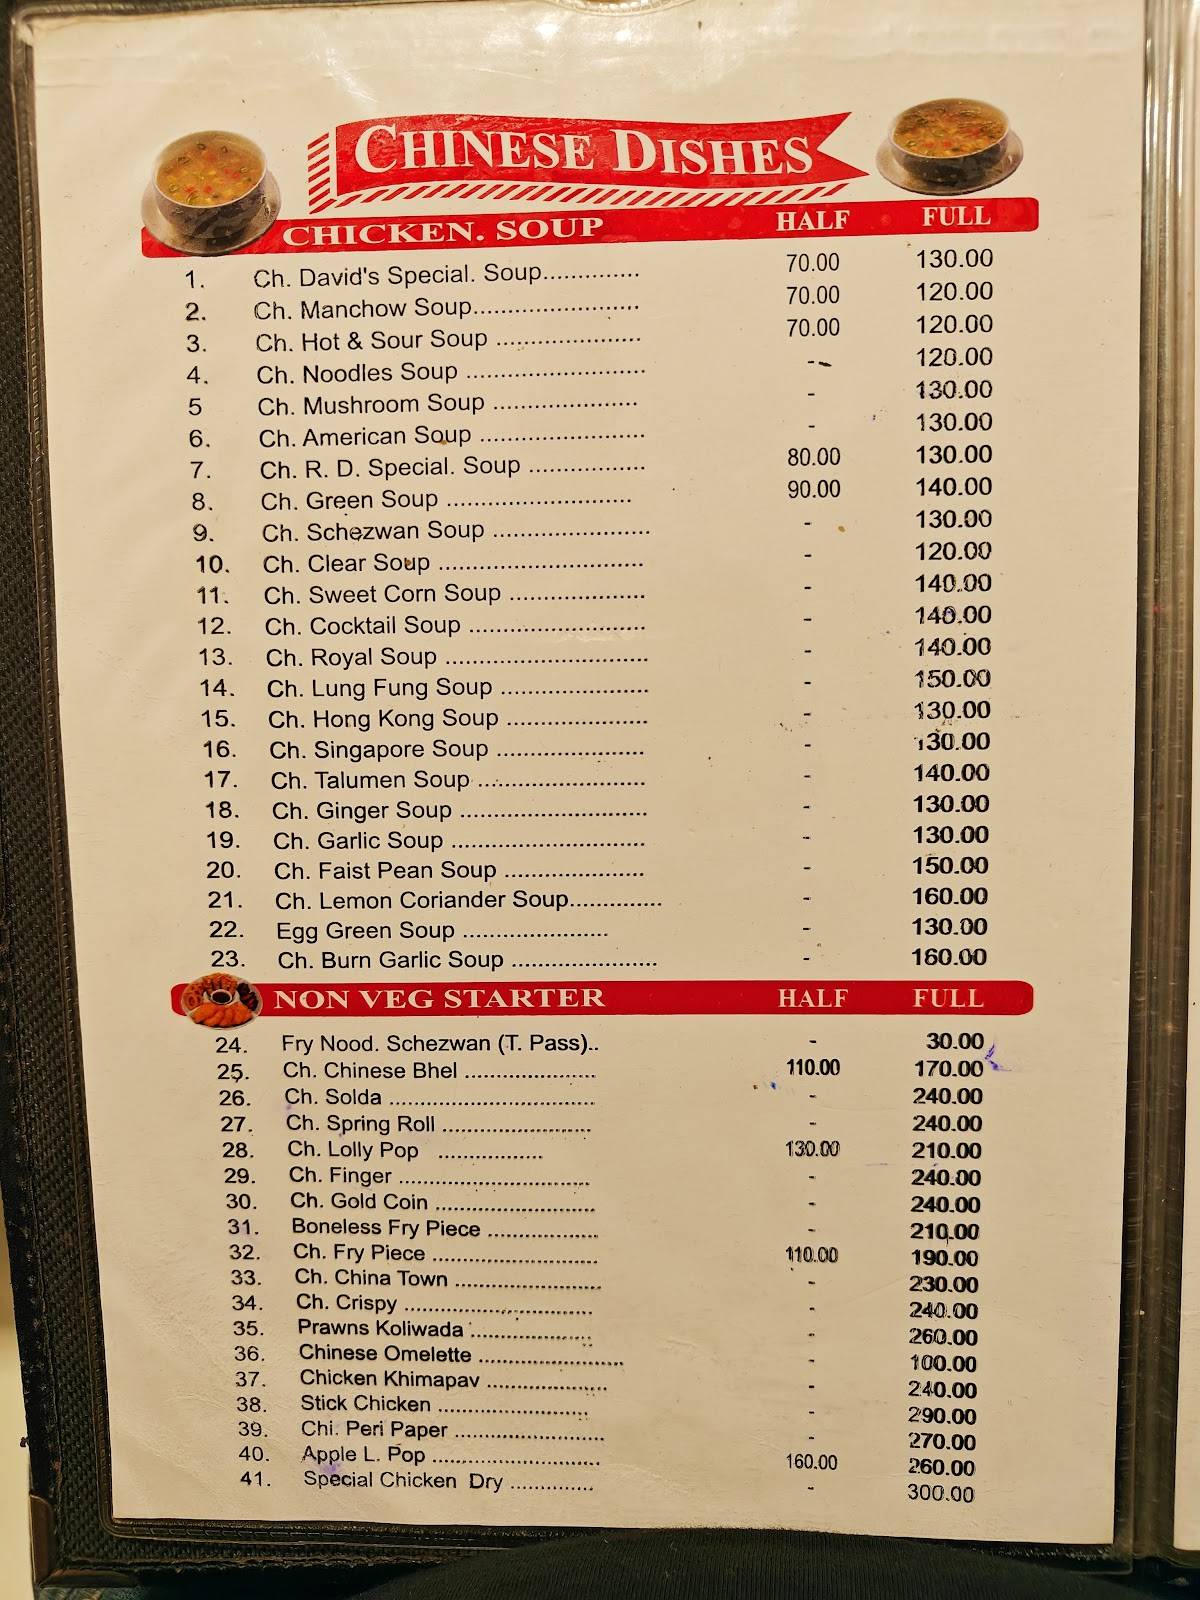 CHINESE DISHES
CHICKEN. SOUP HALF FULL
1. Ch. David's Special. Soup.............. 70.00 130.00
2. Ch. Manchow Soup......................... 70.00 120.00
3. Ch. Hot & Sour Soup ...................... 70.00 120.00
4. Ch. Noodles Soup ........................... - 120.00
5 Ch. Mushroom Soup ...................... - 130.00
6. Ch. American Soup ......................... - 130.00
7. Ch. R. D. Special. Soup .................. 80.00 130.00
8. Ch. Green Soup ............................ 90.00 140.00
9. Ch. Schezwan Soup ........................ - 130.00
10. Ch. Clear Soup ............................... - 120.00
11. Ch. Sweet Corn Soup ..................... - 140.00
12. Ch. Cocktail Soup ........................... - 140.00
13. Ch. Royal Soup ............................... - 140.00
14. Ch. Lung Fung Soup ....................... - 150.00
15. Ch. Hong Kong Soup ...................... - 130.00
16. Ch. Singapore Soup ....................... - 130.00
17. Ch. Talumen Soup .......................... - 140.00
18. Ch. Ginger Soup ............................. - 130.00
19. Ch. Garlic Soup .............................. - 130.00
20. Ch. Faist Pean Soup ...................... - 150.00
21. Ch. Lemon Coriander Soup.............. - 160.00
22. Egg Green Soup ...................... - 130.00
23. Ch. Burn Garlic Soup ...................... - 160.00
NON VEG STARTER HALF FULL
24. Fry Nood. Schezwan (T. Pass).. - 30.00
25. Ch. Chinese Bhel ...................... 110.00 170.00
26. Ch. Solda ................................... - 240.00
27. Ch. Spring Roll ......................... - 240.00
28. Ch. Lolly Pop .................. 130.00 210.00
29. Ch. Finger ................................ - 240.00
30. Ch. Gold Coin ........................... - 240.00
31. Boneless Fry Piece ................... - 210.00
32. Ch. Fry Piece ............................ 110.00 190.00
33. Ch. China Town ......................... - 230.00
34. Ch. Crispy ................................ - 240.00
35. Prawns Koliwada ..................... - 260.00
36. Chinese Omelette ......................... - 100.00
37. Chicken Khimapav ..................... - 240.00
38. Stick Chicken .......................... - 290.00
39. Chi. Peri Paper .......................... - 270.00
40. Apple L. Pop ............................. 160.00 260.00
41. Special Chicken Dry .............. - 300.00